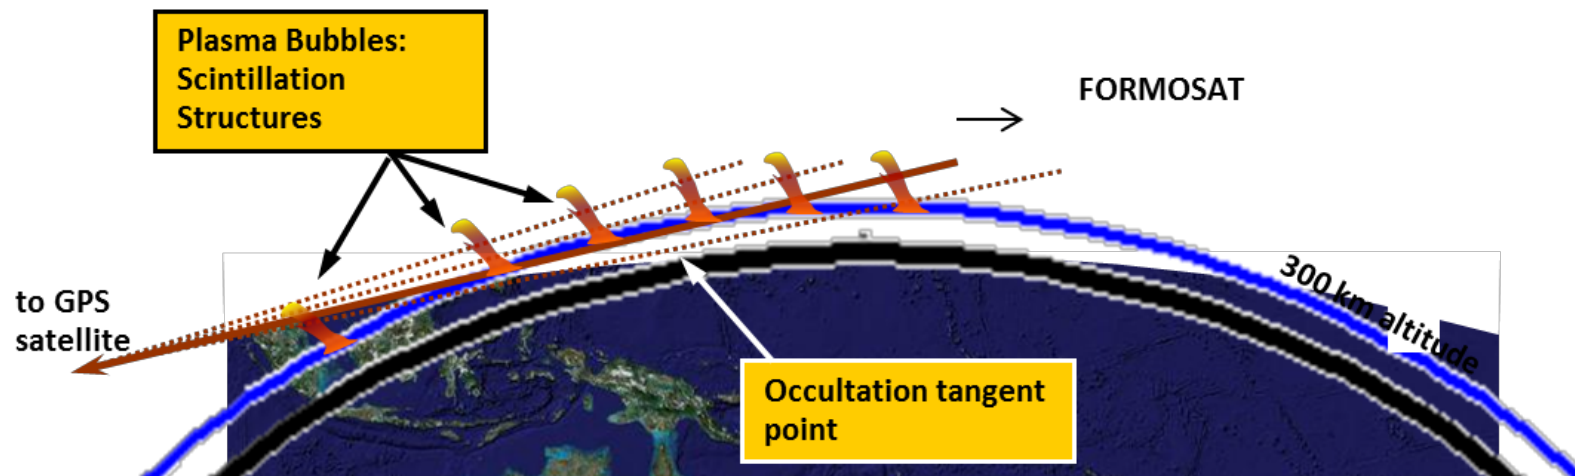 Plasma Bubbles:
Scintillation
Structures
FORMOSAT
to GPS
satellite
300 km altitude
Occultation tangent
point